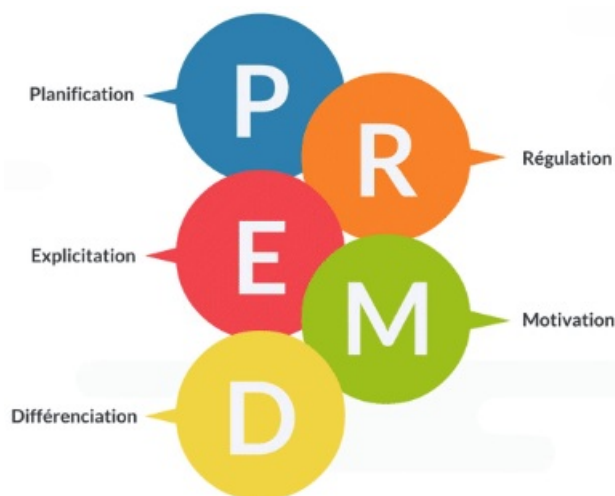 P
Planification
R
Régulation
E
Explicitation
M
Motivation
D
Différenciation